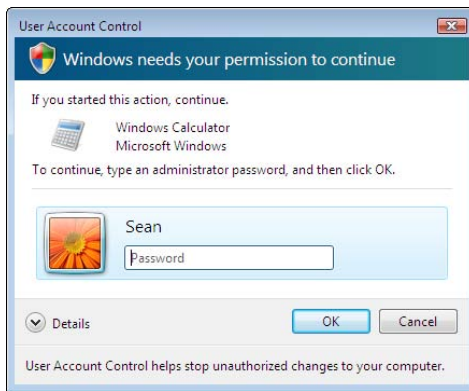 User Account Control
Windows needs your permission to continue
If you started this action, continue.
Windows Calculator
Microsoft Windows
To continue, type an administrator password, and then click OK.
Sean
Password
Details
OK
Cancel
User Account Control helps stop unauthorized changes to your computer.